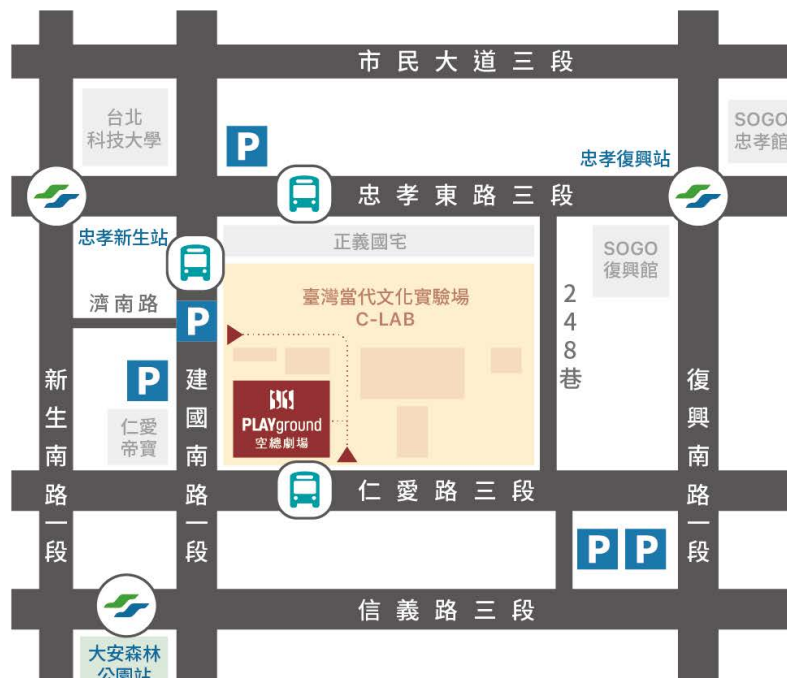 市民大道三段
台北
科技大學
P
SOGO
忠孝館
忠孝復興站
忠孝東路三段
忠孝新生站
正義國宅
SOGO
復興館
臺灣當代文化實驗場
C-LAB
濟南路
P
248巷
P
新生南路一段
建國南路一段
復興南路一段
PLAYground
空總劇場
仁愛
帝寶
仁愛路三段
P P
信義路三段
大安森林
公園站